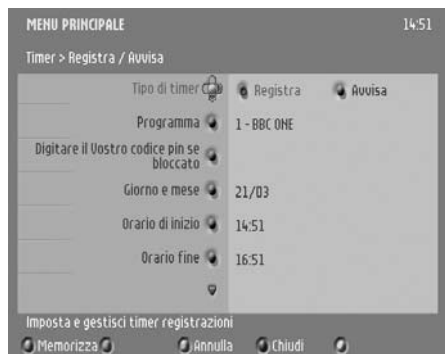 MENU PRINCIPALE 14:51
Timer > Registra / Avvisa
Tipo di timer Registra Avvisa
Programma 1 - BBC ONE
Digitare il Vostro codice pin se
bloccato
Giorno e mese 21/03
Orario di inizio 14:51
Orario fine 16:51
Imposta e gestisci timer registrazioni
Memorizza Annulla Chiudi